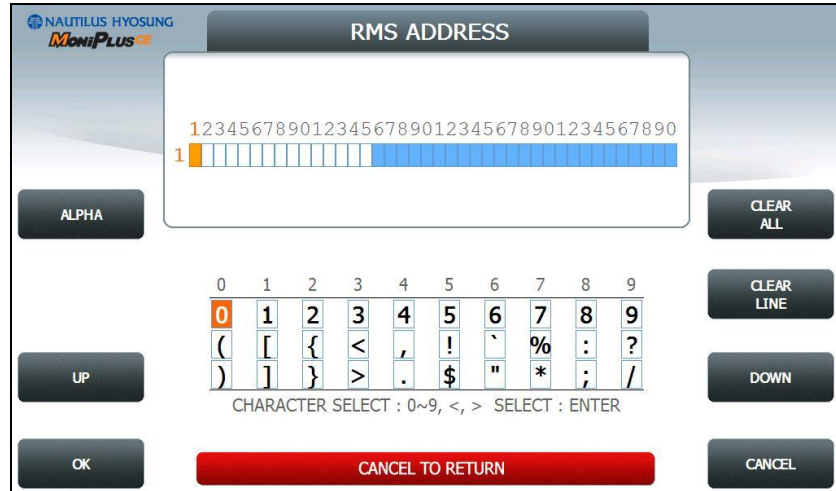 NAUTILUS HYOSUNG
MoniPlusCE
RMS ADDRESS
1234567890123456789012345678901234567890
1
ALPHA
CLEAR
ALL
0 1 2 3 4 5 6 7 8 9
0 1 2 3 4 5 6 7 8 9
( [ { < , ! ` % : ?
) ] } > . $ " * ; /
CLEAR
LINE
UP
DOWN
CHARACTER SELECT : 0~9, <, > SELECT : ENTER
OK
CANCEL TO RETURN
CANCEL